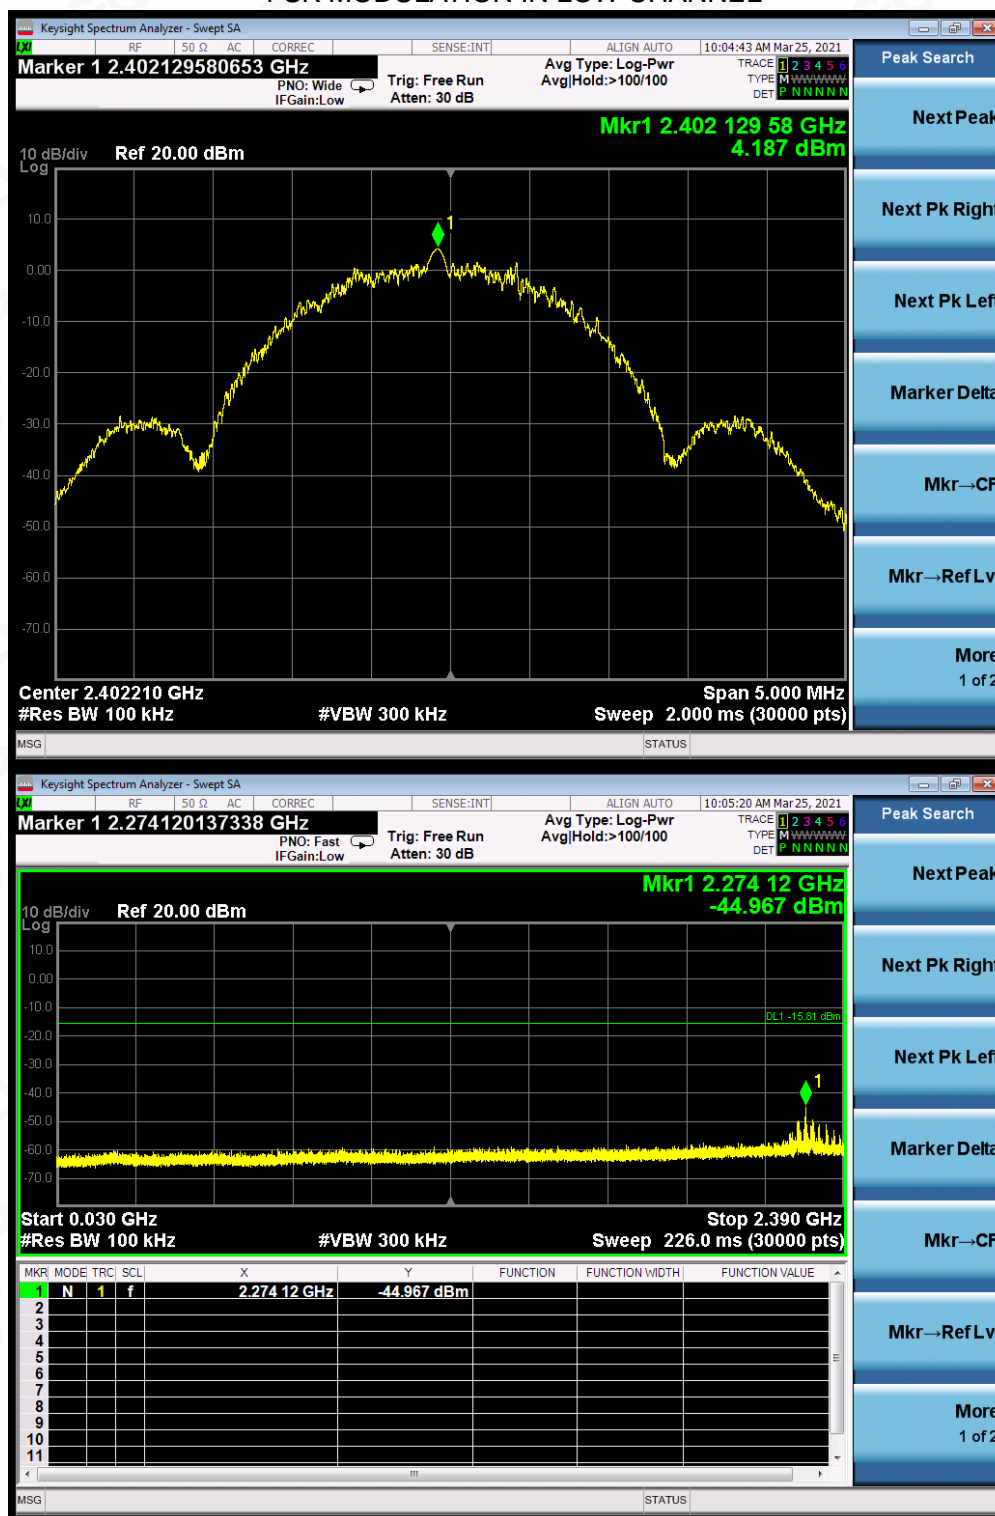 FOR MODULATION IN LOW CHANNEL
Keysight Spectrum Analyzer - Swept SA
LXI RF 50 Ω AC CORREC SENSE:INT ALIGN AUTO 10:04:43 AM Mar 25, 2021
Marker 1 2.402129580653 GHz
PNO: Wide
IFGain:Low
Trig: Free Run
Atten: 30 dB
Avg Type: Log-Pwr
Avg|Hold:>100/100
TRACE 1 2 3 4 5 6
TYPE M WWWWW
DET P N N N N N
Peak Search
Mkr1 2.402 129 58 GHz
4.187 dBm
10 dB/div Ref 20.00 dBm
Log
10.0
0.00
-10.0
-20.0
-30.0
-40.0
-50.0
-60.0
-70.0
1
Next Peak
Next Pk Right
Next Pk Left
Marker Delta
Mkr→CF
Mkr→Ref Lv
More
1 of 2
Center 2.402210 GHz Span 5.000 MHz
#Res BW 100 kHz #VBW 300 kHz Sweep 2.000 ms (30000 pts)
MSG STATUS
Keysight Spectrum Analyzer - Swept SA
LXI RF 50 Ω AC CORREC SENSE:INT ALIGN AUTO 10:05:20 AM Mar 25, 2021
Marker 1 2.274120137338 GHz
PNO: Fast
IFGain:Low
Trig: Free Run
Atten: 30 dB
Avg Type: Log-Pwr
Avg|Hold:>100/100
TRACE 1 2 3 4 5 6
TYPE M WWWWW
DET P N N N N N
Peak Search
Mkr1 2.274 12 GHz
-44.967 dBm
10 dB/div Ref 20.00 dBm
Log
10.0
0.00
-10.0
-20.0
-30.0
-40.0
-50.0
-60.0
-70.0
DL1 -15.81 dBm
1
Next Peak
Next Pk Right
Next Pk Left
Marker Delta
Mkr→CF
Mkr→Ref Lv
More
1 of 2
Start 0.030 GHz Stop 2.390 GHz
#Res BW 100 kHz #VBW 300 kHz Sweep 226.0 ms (30000 pts)
MKR MODE TRC SCL X Y FUNCTION FUNCTION WIDTH FUNCTION VALUE
1 N 1 f 2.274 12 GHz -44.967 dBm
2
3
4
5
6
7
8
9
10
11
MSG STATUS